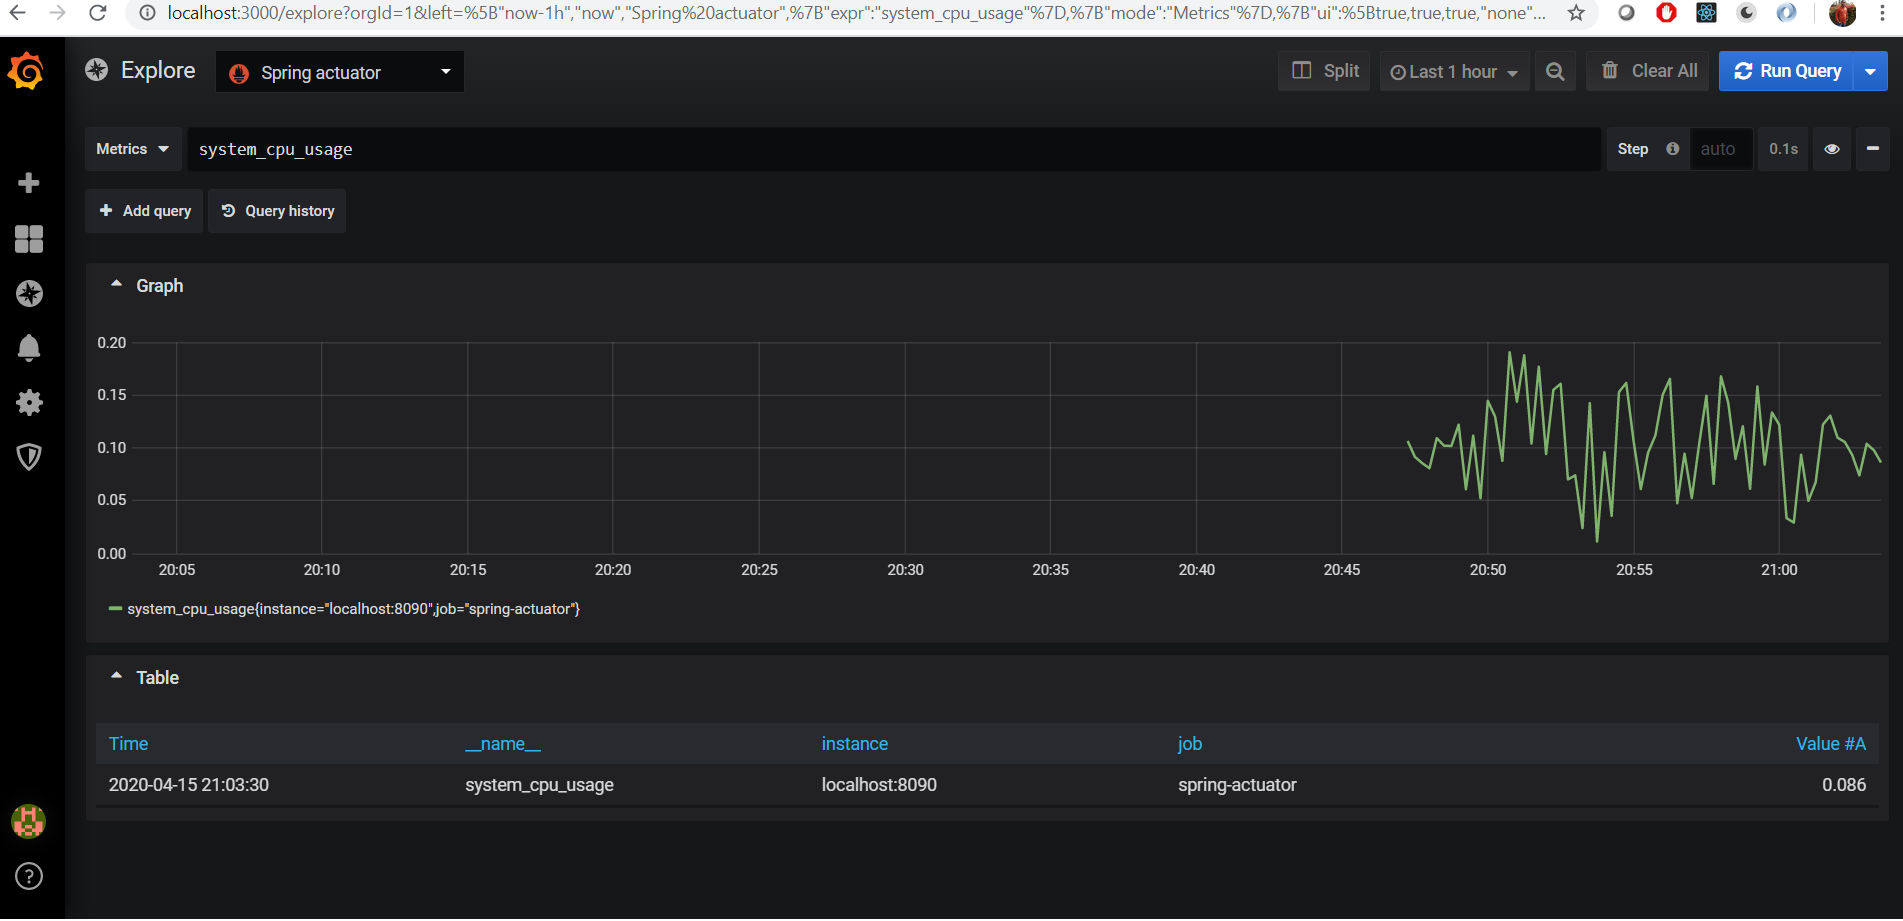 localhost:3000/explore?orgId=1&left=%5B"now-1h","now","Spring%20actuator",%7B"expr":"system_cpu_usage"%7D,%7B"mode":"Metrics"%7D,%7B"ui":%5Btrue,true,true,"none"...
Explore Spring actuator Split Last 1 hour Clear All Run Query
Metrics system_cpu_usage Step auto 0.1s
Add query Query history
Graph
0.20
0.15
0.10
0.05
0.00
20:05 20:10 20:15 20:20 20:25 20:30 20:35 20:40 20:45 20:50 20:55 21:00
system_cpu_usage{instance="localhost:8090",job="spring-actuator"}
Table
Time __name__ instance job Value #A
2020-04-15 21:03:30 system_cpu_usage localhost:8090 spring-actuator 0.086